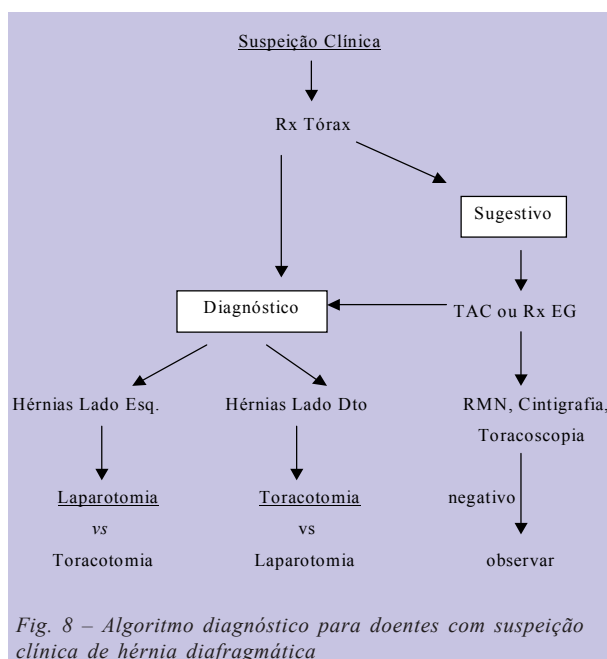 Suspeição Clínica
Rx Tórax
Sugestivo
Diagnóstico
TAC ou Rx EG
Hérnias Lado Esq.
Hérnias Lado Dto
RMN, Cintigrafia,
Toracoscopia
Laparotomia
vs
Toracotomia
Toracotomia
vs
Laparotomia
negativo
observar
Fig. 8 – Algoritmo diagnóstico para doentes com suspeição
clínica de hérnia diafragmática